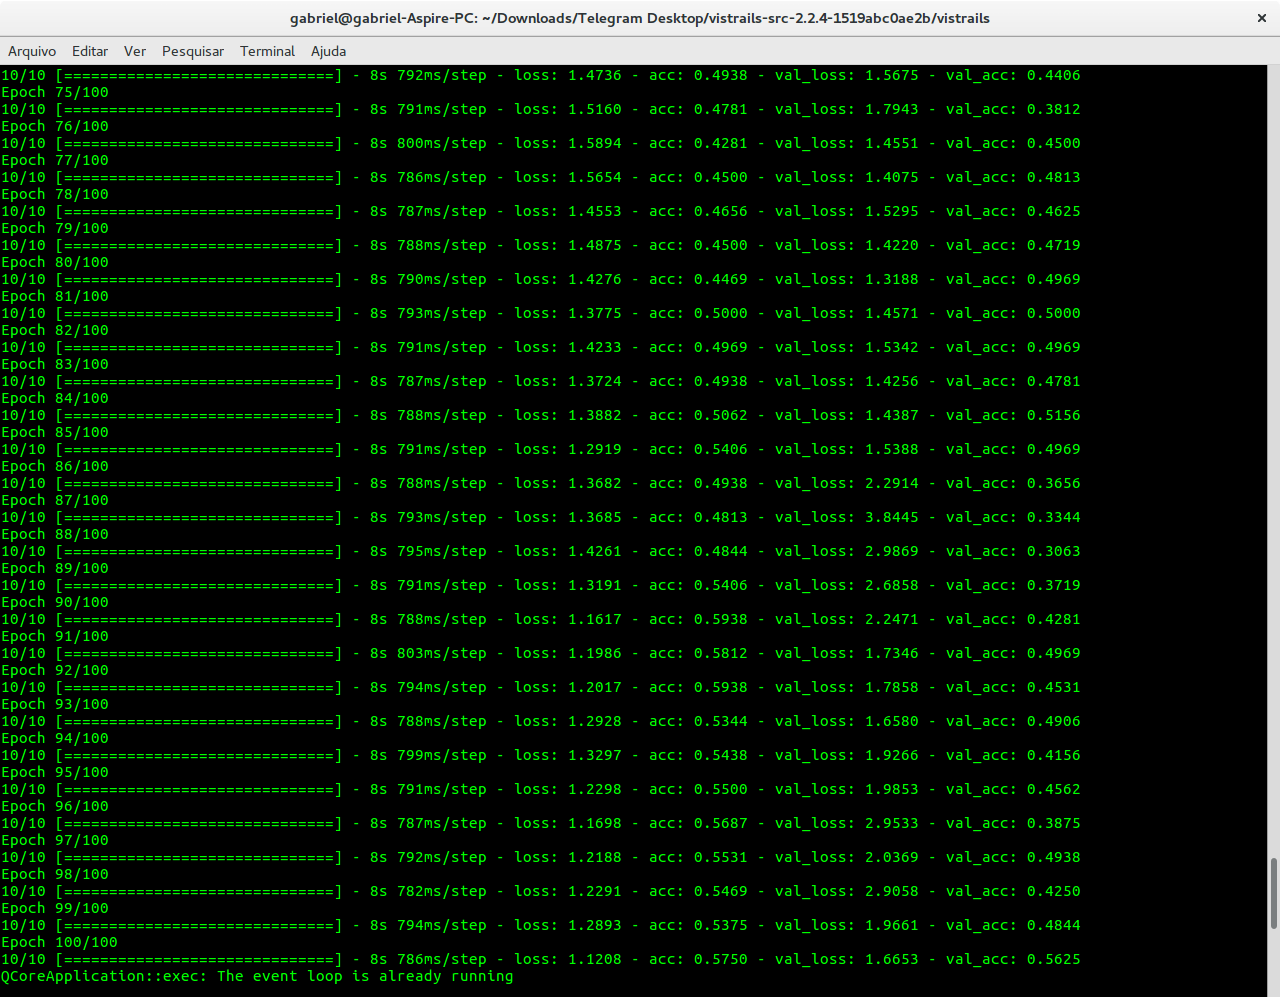 gabriel@gabriel-Aspire-PC: ~/Downloads/Telegram Desktop/vistrails-src-2.2.4-1519abc0ae2b/vistrails ×
Arquivo Editar Ver Pesquisar Terminal Ajuda
10/10 [==============================] - 8s 792ms/step - loss: 1.4736 - acc: 0.4938 - val_loss: 1.5675 - val_acc: 0.4406
Epoch 75/100
10/10 [==============================] - 8s 791ms/step - loss: 1.5160 - acc: 0.4781 - val_loss: 1.7943 - val_acc: 0.3812
Epoch 76/100
10/10 [==============================] - 8s 800ms/step - loss: 1.5894 - acc: 0.4281 - val_loss: 1.4551 - val_acc: 0.4500
Epoch 77/100
10/10 [==============================] - 8s 786ms/step - loss: 1.5654 - acc: 0.4500 - val_loss: 1.4075 - val_acc: 0.4813
Epoch 78/100
10/10 [==============================] - 8s 787ms/step - loss: 1.4553 - acc: 0.4656 - val_loss: 1.5295 - val_acc: 0.4625
Epoch 79/100
10/10 [==============================] - 8s 788ms/step - loss: 1.4875 - acc: 0.4500 - val_loss: 1.4220 - val_acc: 0.4719
Epoch 80/100
10/10 [==============================] - 8s 790ms/step - loss: 1.4276 - acc: 0.4469 - val_loss: 1.3188 - val_acc: 0.4969
Epoch 81/100
10/10 [==============================] - 8s 793ms/step - loss: 1.3775 - acc: 0.5000 - val_loss: 1.4571 - val_acc: 0.5000
Epoch 82/100
10/10 [==============================] - 8s 791ms/step - loss: 1.4233 - acc: 0.4969 - val_loss: 1.5342 - val_acc: 0.4969
Epoch 83/100
10/10 [==============================] - 8s 787ms/step - loss: 1.3724 - acc: 0.4938 - val_loss: 1.4256 - val_acc: 0.4781
Epoch 84/100
10/10 [==============================] - 8s 788ms/step - loss: 1.3882 - acc: 0.5062 - val_loss: 1.4387 - val_acc: 0.5156
Epoch 85/100
10/10 [==============================] - 8s 791ms/step - loss: 1.2919 - acc: 0.5406 - val_loss: 1.5388 - val_acc: 0.4969
Epoch 86/100
10/10 [==============================] - 8s 788ms/step - loss: 1.3682 - acc: 0.4938 - val_loss: 2.2914 - val_acc: 0.3656
Epoch 87/100
10/10 [==============================] - 8s 793ms/step - loss: 1.3685 - acc: 0.4813 - val_loss: 3.8445 - val_acc: 0.3344
Epoch 88/100
10/10 [==============================] - 8s 795ms/step - loss: 1.4261 - acc: 0.4844 - val_loss: 2.9869 - val_acc: 0.3063
Epoch 89/100
10/10 [==============================] - 8s 791ms/step - loss: 1.3191 - acc: 0.5406 - val_loss: 2.6858 - val_acc: 0.3719
Epoch 90/100
10/10 [==============================] - 8s 788ms/step - loss: 1.1617 - acc: 0.5938 - val_loss: 2.2471 - val_acc: 0.4281
Epoch 91/100
10/10 [==============================] - 8s 803ms/step - loss: 1.1986 - acc: 0.5812 - val_loss: 1.7346 - val_acc: 0.4969
Epoch 92/100
10/10 [==============================] - 8s 794ms/step - loss: 1.2017 - acc: 0.5938 - val_loss: 1.7858 - val_acc: 0.4531
Epoch 93/100
10/10 [==============================] - 8s 788ms/step - loss: 1.2928 - acc: 0.5344 - val_loss: 1.6580 - val_acc: 0.4906
Epoch 94/100
10/10 [==============================] - 8s 799ms/step - loss: 1.3297 - acc: 0.5438 - val_loss: 1.9266 - val_acc: 0.4156
Epoch 95/100
10/10 [==============================] - 8s 791ms/step - loss: 1.2298 - acc: 0.5500 - val_loss: 1.9853 - val_acc: 0.4562
Epoch 96/100
10/10 [==============================] - 8s 787ms/step - loss: 1.1698 - acc: 0.5687 - val_loss: 2.9533 - val_acc: 0.3875
Epoch 97/100
10/10 [==============================] - 8s 792ms/step - loss: 1.2188 - acc: 0.5531 - val_loss: 2.0369 - val_acc: 0.4938
Epoch 98/100
10/10 [==============================] - 8s 782ms/step - loss: 1.2291 - acc: 0.5469 - val_loss: 2.9058 - val_acc: 0.4250
Epoch 99/100
10/10 [==============================] - 8s 794ms/step - loss: 1.2893 - acc: 0.5375 - val_loss: 1.9661 - val_acc: 0.4844
Epoch 100/100
10/10 [==============================] - 8s 786ms/step - loss: 1.1208 - acc: 0.5750 - val_loss: 1.6653 - val_acc: 0.5625
QCoreApplication::exec: The event loop is already running